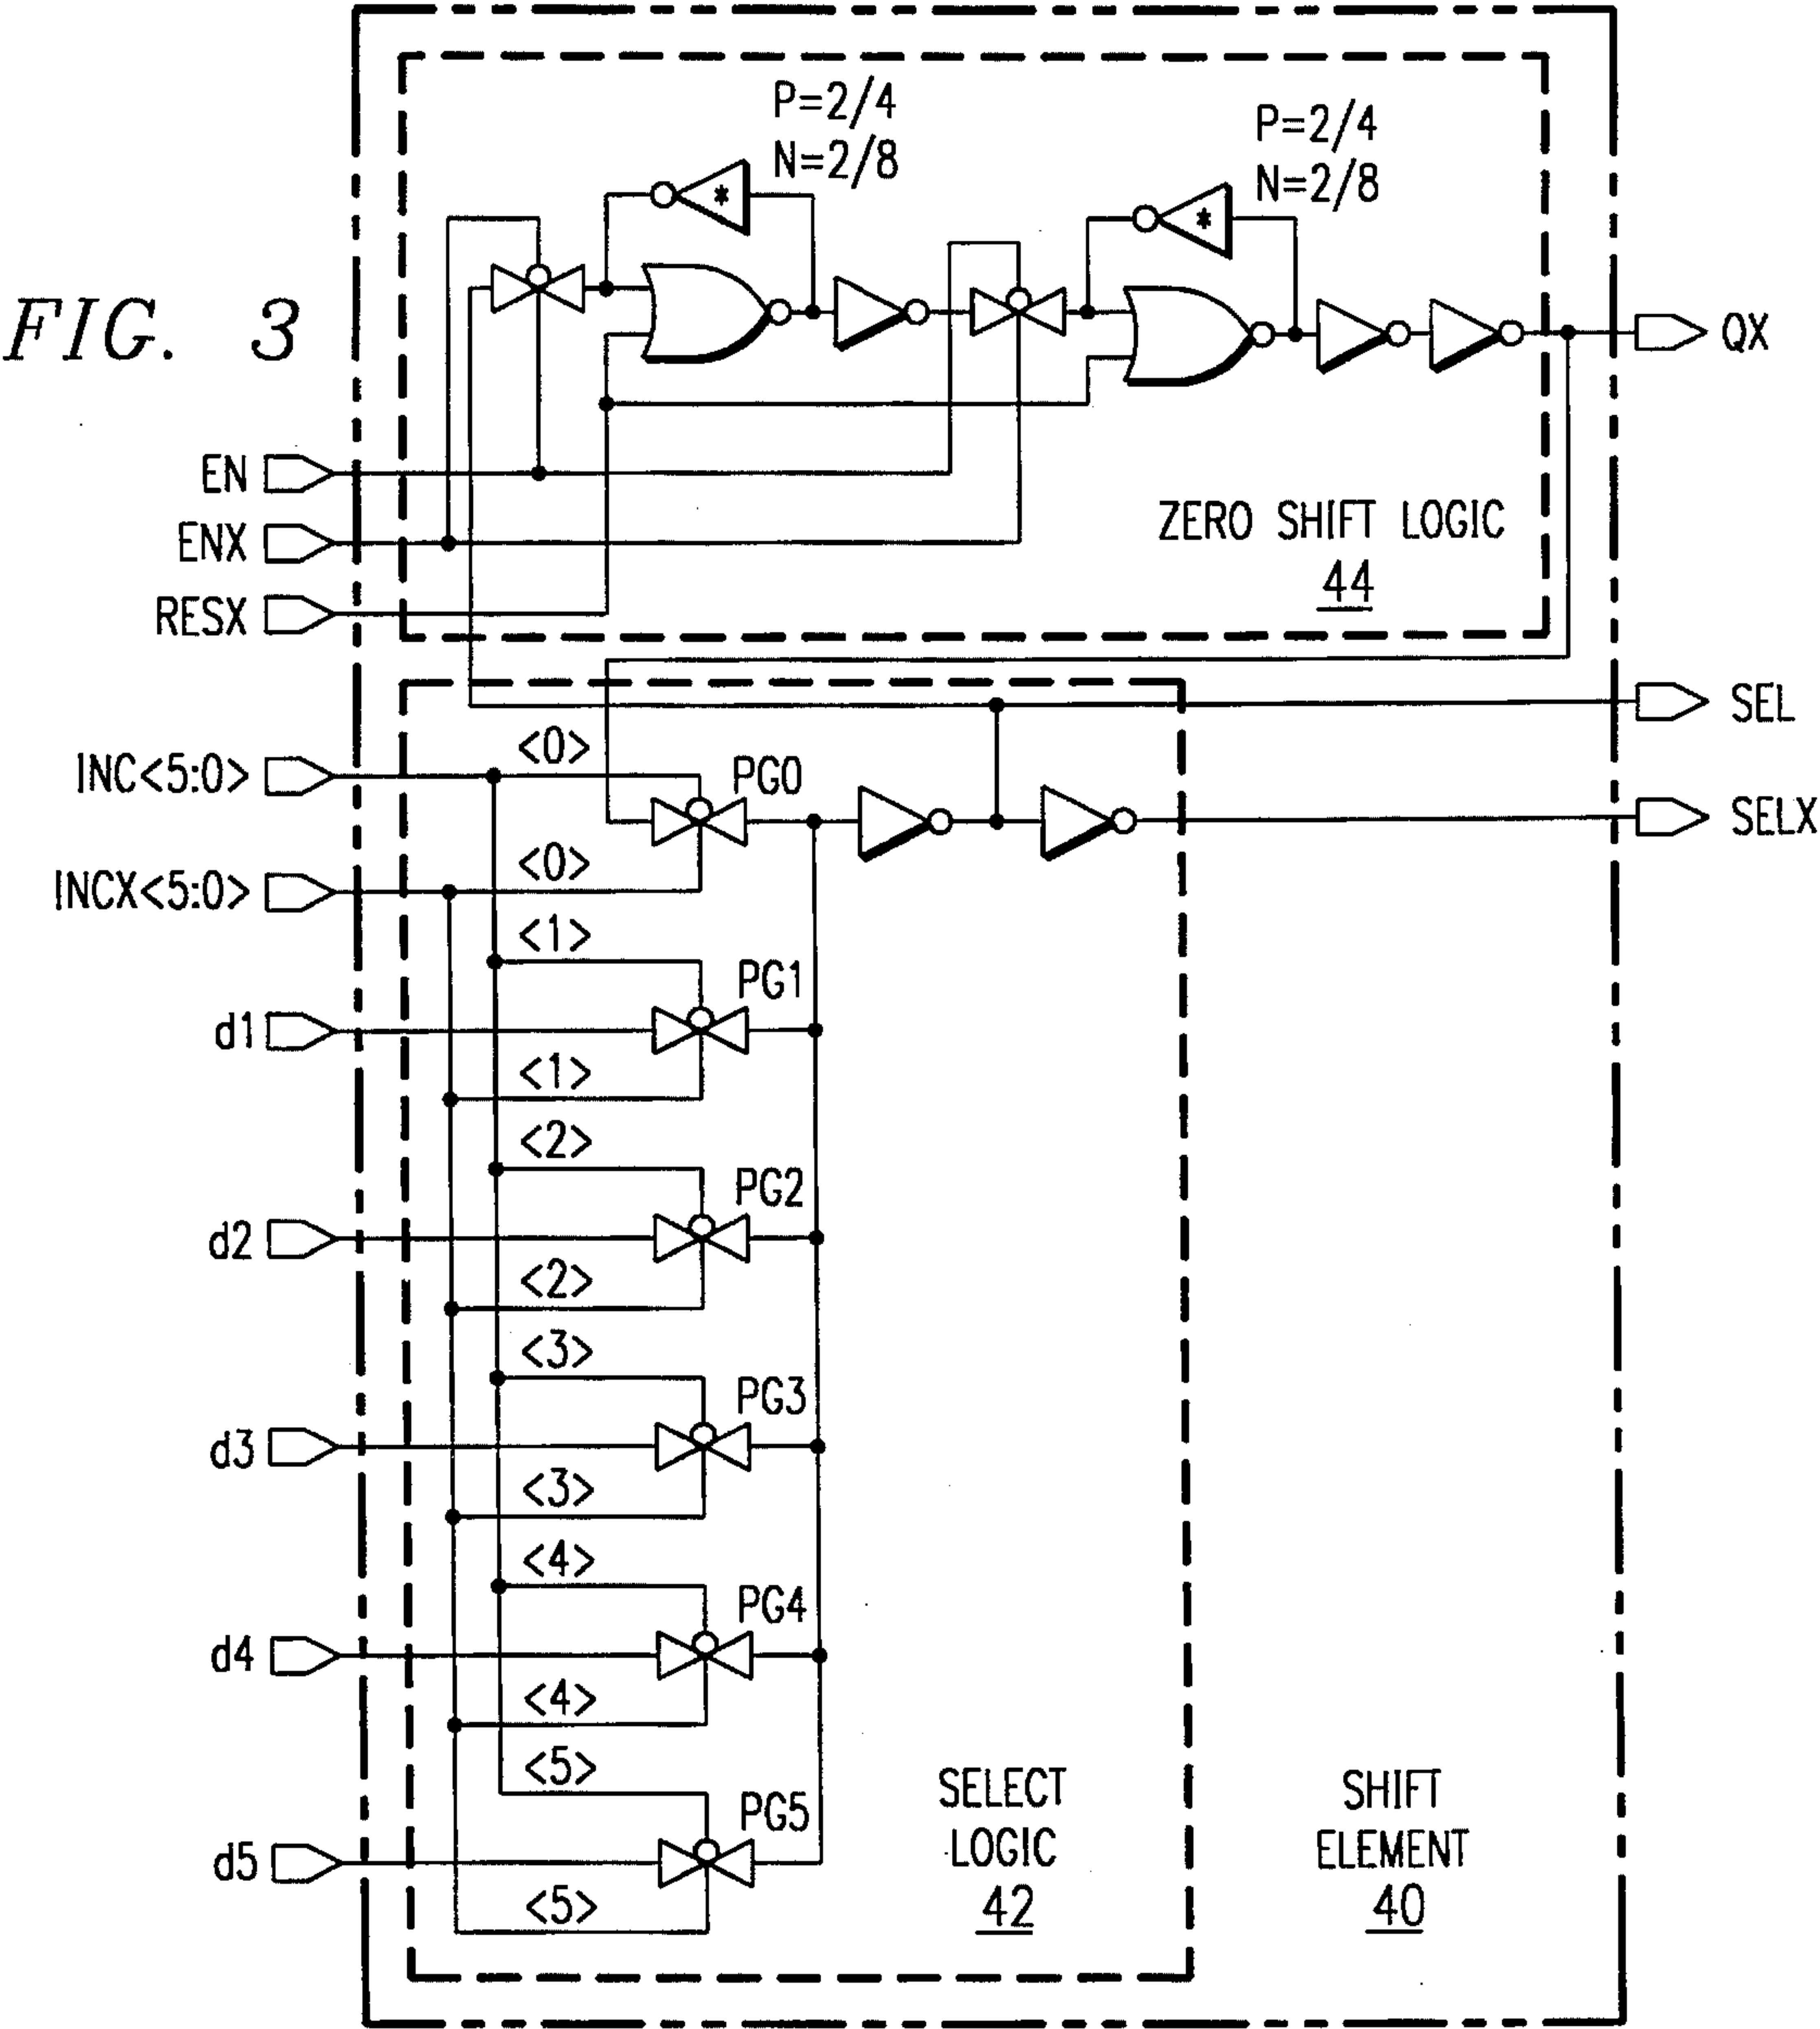 FIG. 3
P=2/4
N=2/8
*
P=2/4
N=2/8
*
QX
EN
ENX
RESX
ZERO SHIFT LOGIC
44
SEL
INC<5:0>
<0>
PG0
SELX
INCX<5:0>
<0>
<1>
PG1
d1
<1>
<2>
PG2
d2
<2>
<3>
PG3
d3
<3>
<4>
PG4
d4
<4>
<5>
PG5
d5
<5>
SELECT
LOGIC
42
SHIFT
ELEMENT
40